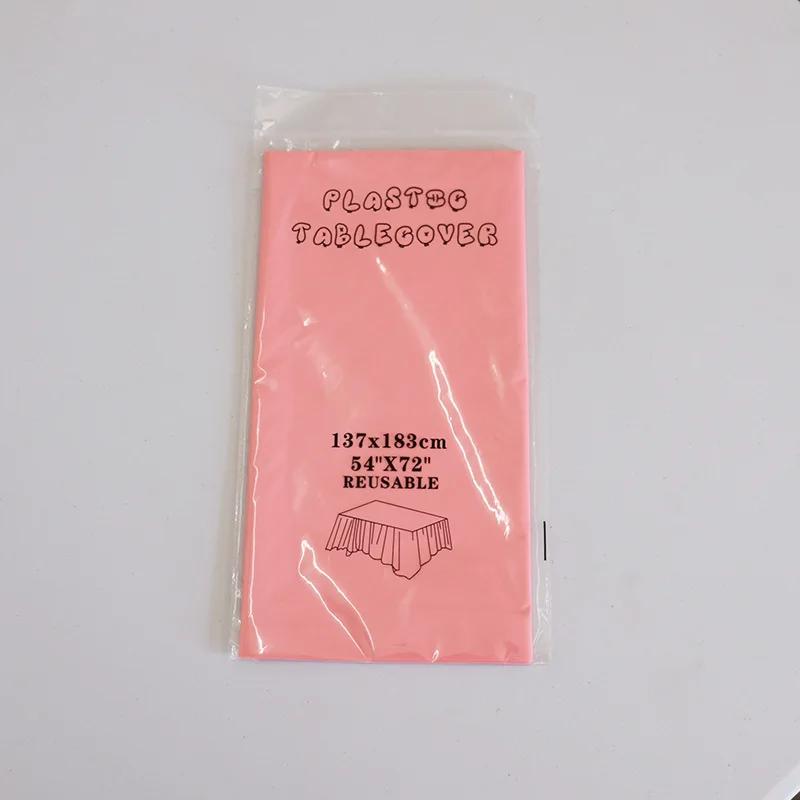 PLASTIC
TABLECOVER
137x183cm
54"X72"
REUSABLE